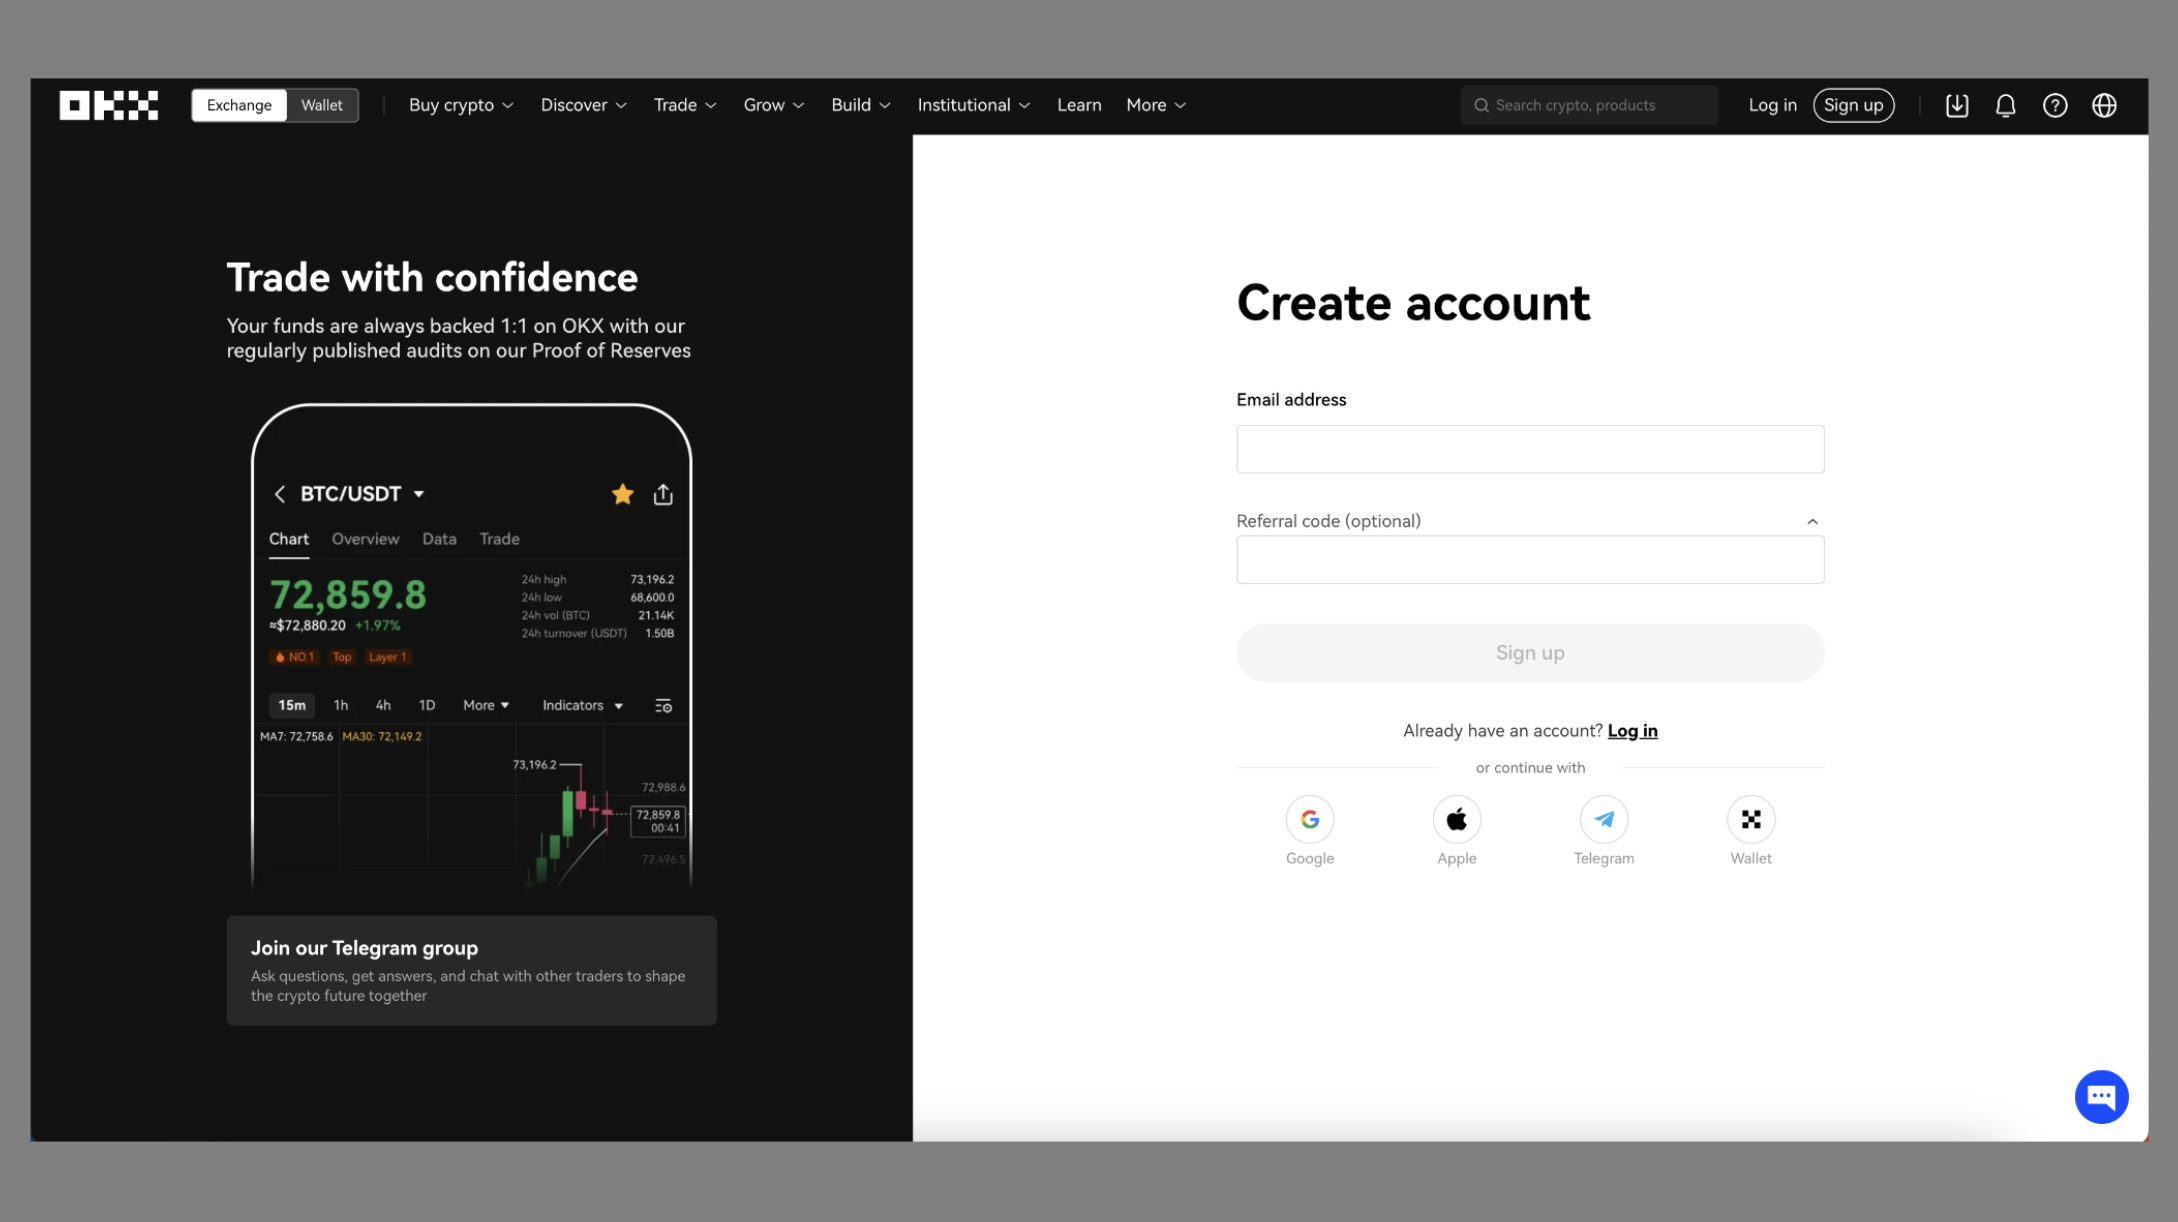 OKX
Exchange Wallet Buy crypto Discover Trade Grow Build Institutional Learn More Search crypto, products Log in Sign up
Trade with confidence
Your funds are always backed 1:1 on OKX with our
regularly published audits on our Proof of Reserves
BTC/USDT
Chart Overview Data Trade
72,859.8
≈$72,880.20 +1.97%
24h high 73,196.2
24h low 68,600.0
24h vol (BTC) 21.14K
24h turnover (USDT) 1.50B
NO.1 Top Layer 1
15m 1h 4h 1D More Indicators
MA7: 72,758.6 MA30: 72,149.2
73,196.2
72,988.6
72,859.8
00:41
72,496.5
Join our Telegram group
Ask questions, get answers, and chat with other traders to shape
the crypto future together
Create account
Email address
Referral code (optional)
Sign up
Already have an account? Log in
or continue with
Google Apple Telegram Wallet